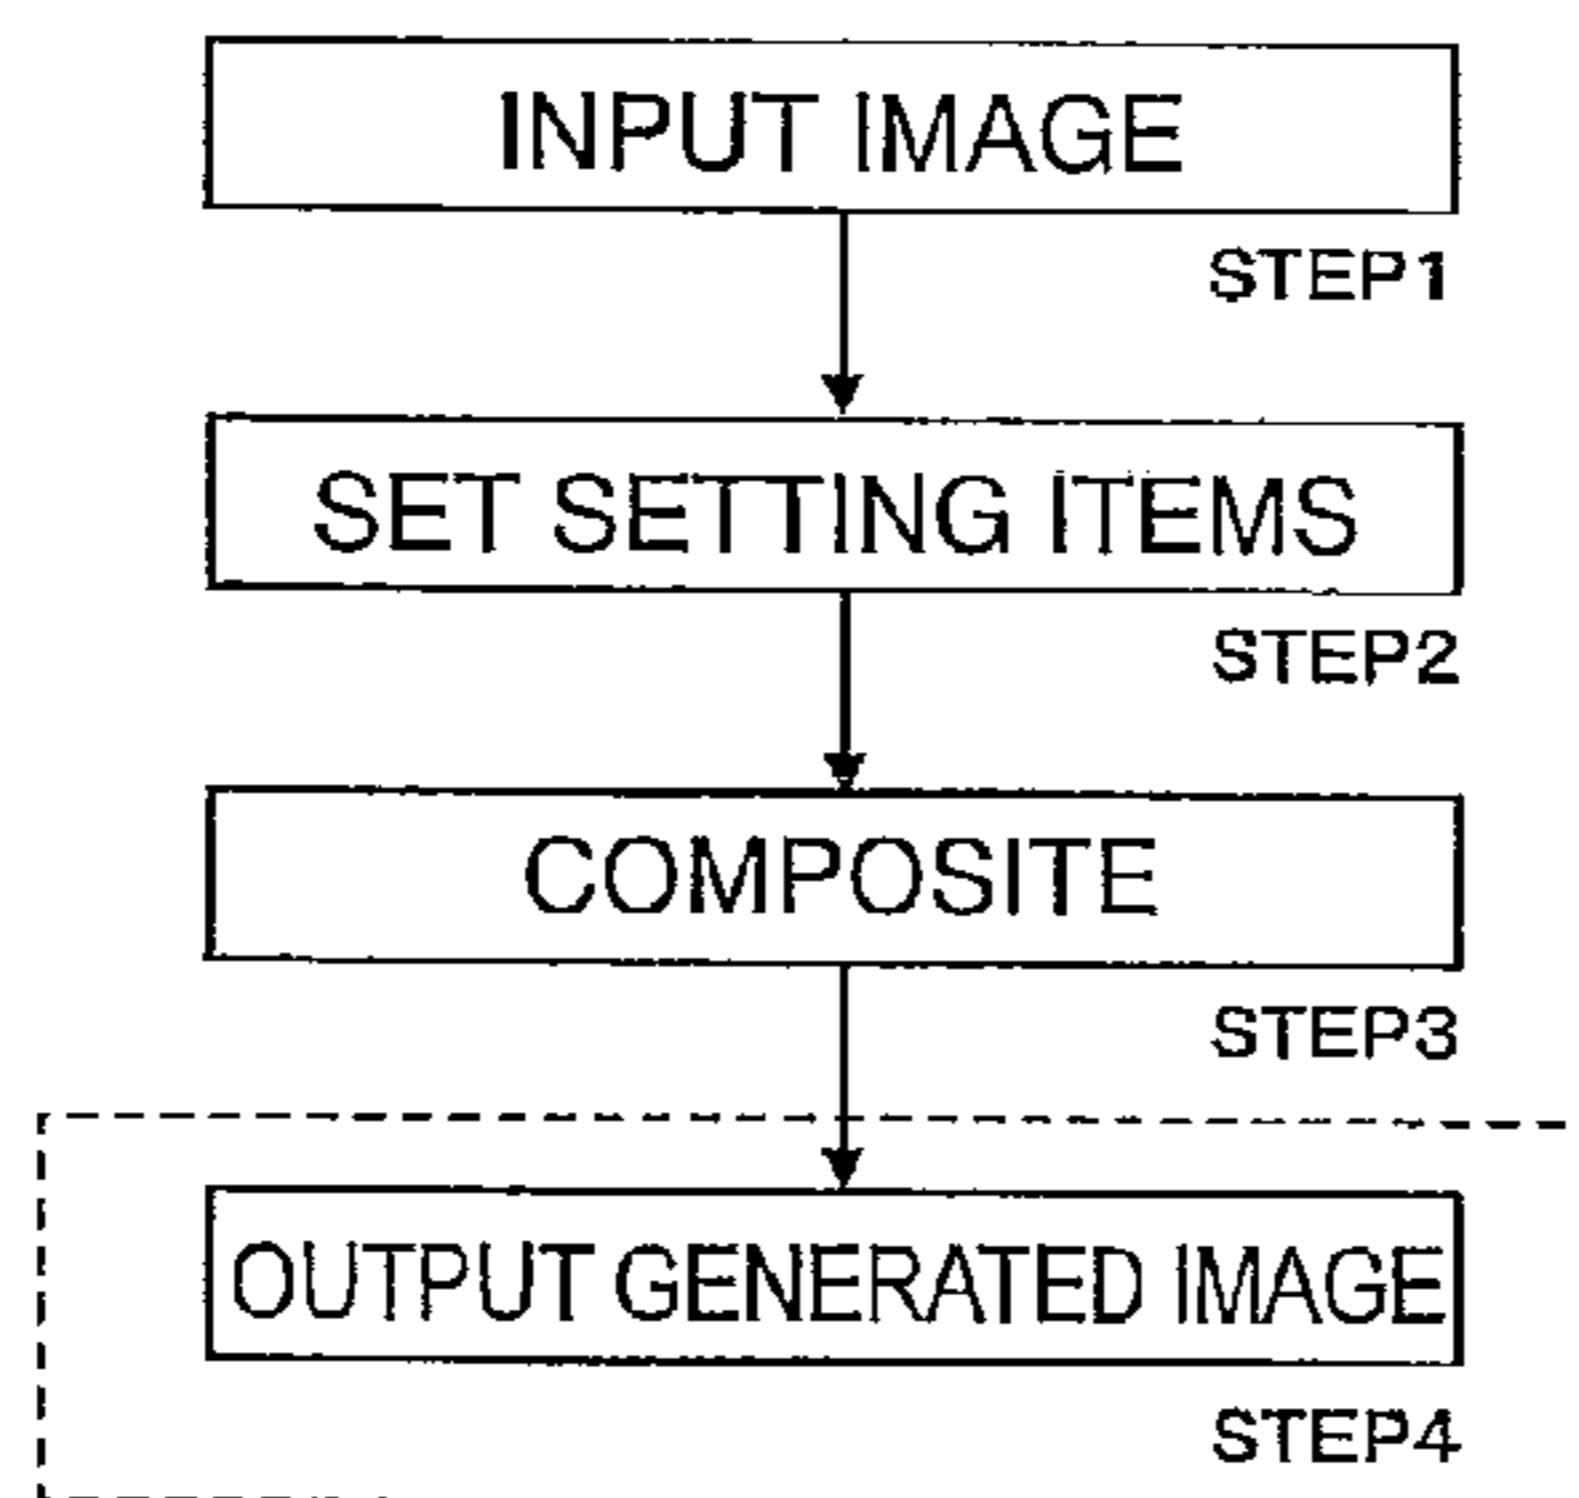 INPUT IMAGE
STEP1
SET SETTING ITEMS
STEP2
COMPOSITE
STEP3
OUTPUT GENERATED IMAGE
STEP4